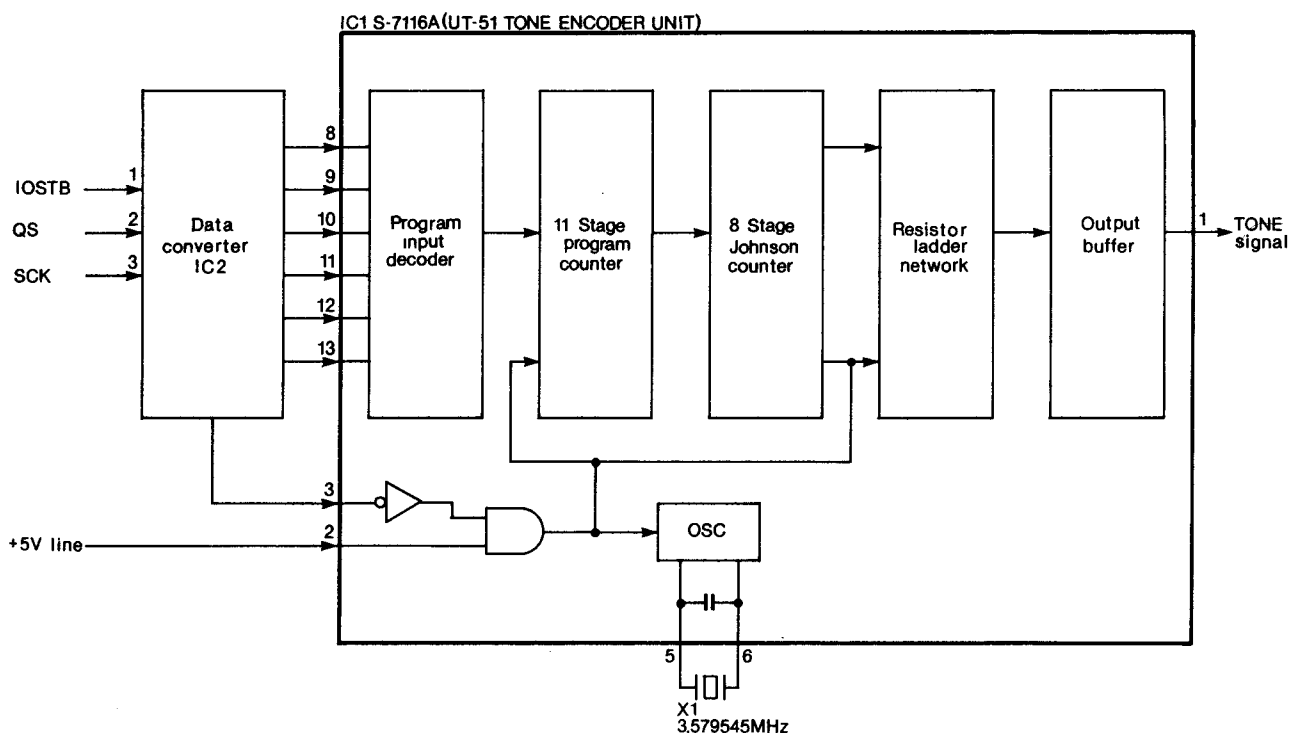 IC1 S-7116A(UT-51 TONE ENCODER UNIT)
IOSTB
1
QS
2
SCK
3
Data
converter
IC2
8
9
10
11
12
13
Program
input
decoder
11 Stage
program
counter
8 Stage
Johnson
counter
Resistor
ladder
network
Output
buffer
1
TONE
signal
3
+5V line
2
OSC
5
6
X1
3.579545MHz